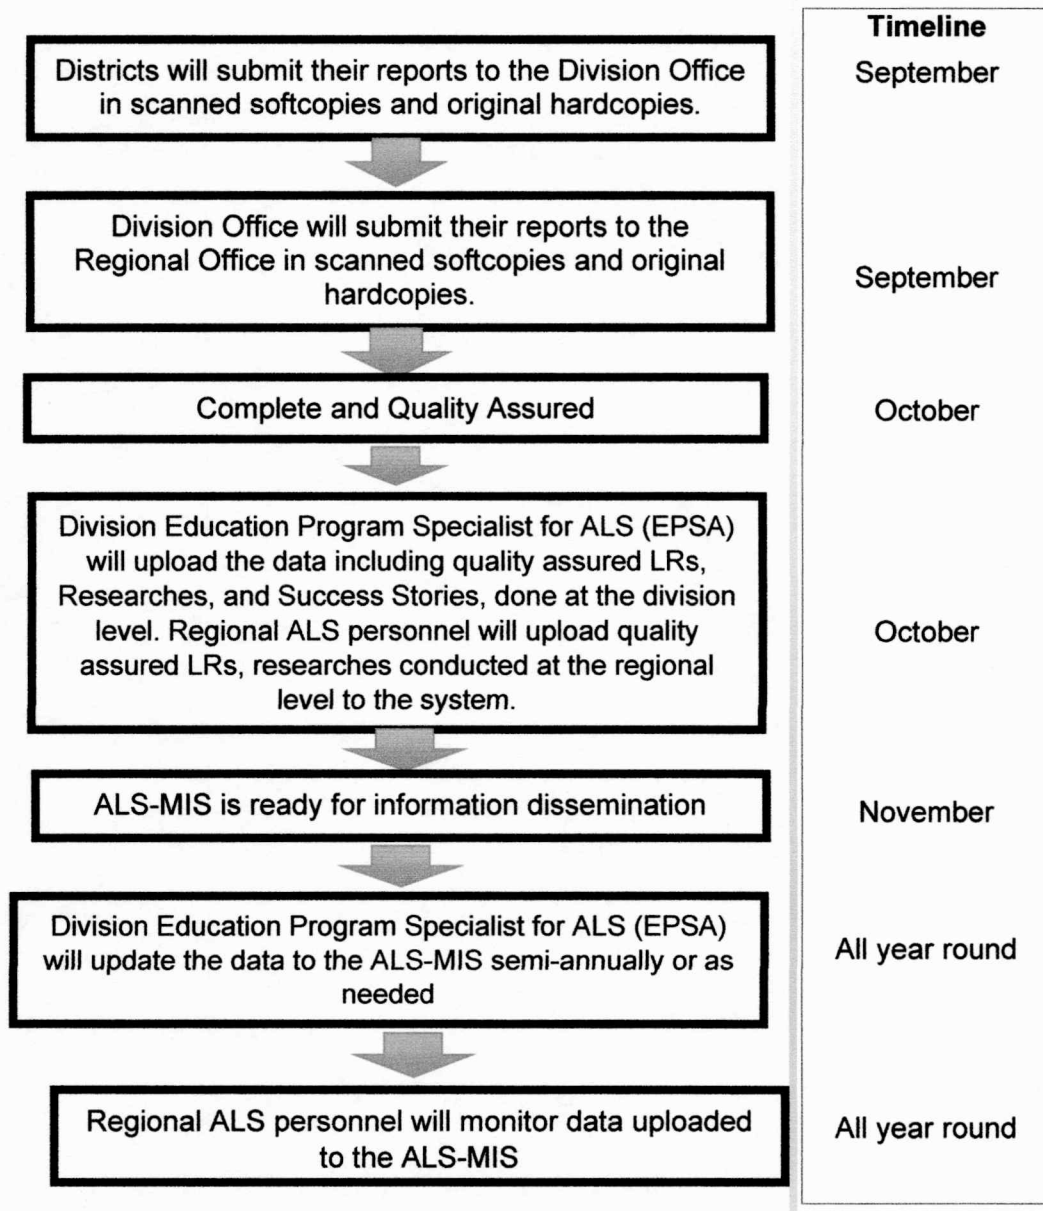 Timeline
Districts will submit their reports to the Division Office
in scanned softcopies and original hardcopies.
September
Division Office will submit their reports to the
Regional Office in scanned softcopies and original
hardcopies.
September
Complete and Quality Assured
October
Division Education Program Specialist for ALS (EPSA)
will upload the data including quality assured LRs,
Researches, and Success Stories, done at the division
level. Regional ALS personnel will upload quality
assured LRs, researches conducted at the regional
level to the system.
October
ALS-MIS is ready for information dissemination
November
Division Education Program Specialist for ALS (EPSA)
will update the data to the ALS-MIS semi-annually or as
needed
All year round
Regional ALS personnel will monitor data uploaded
to the ALS-MIS
All year round